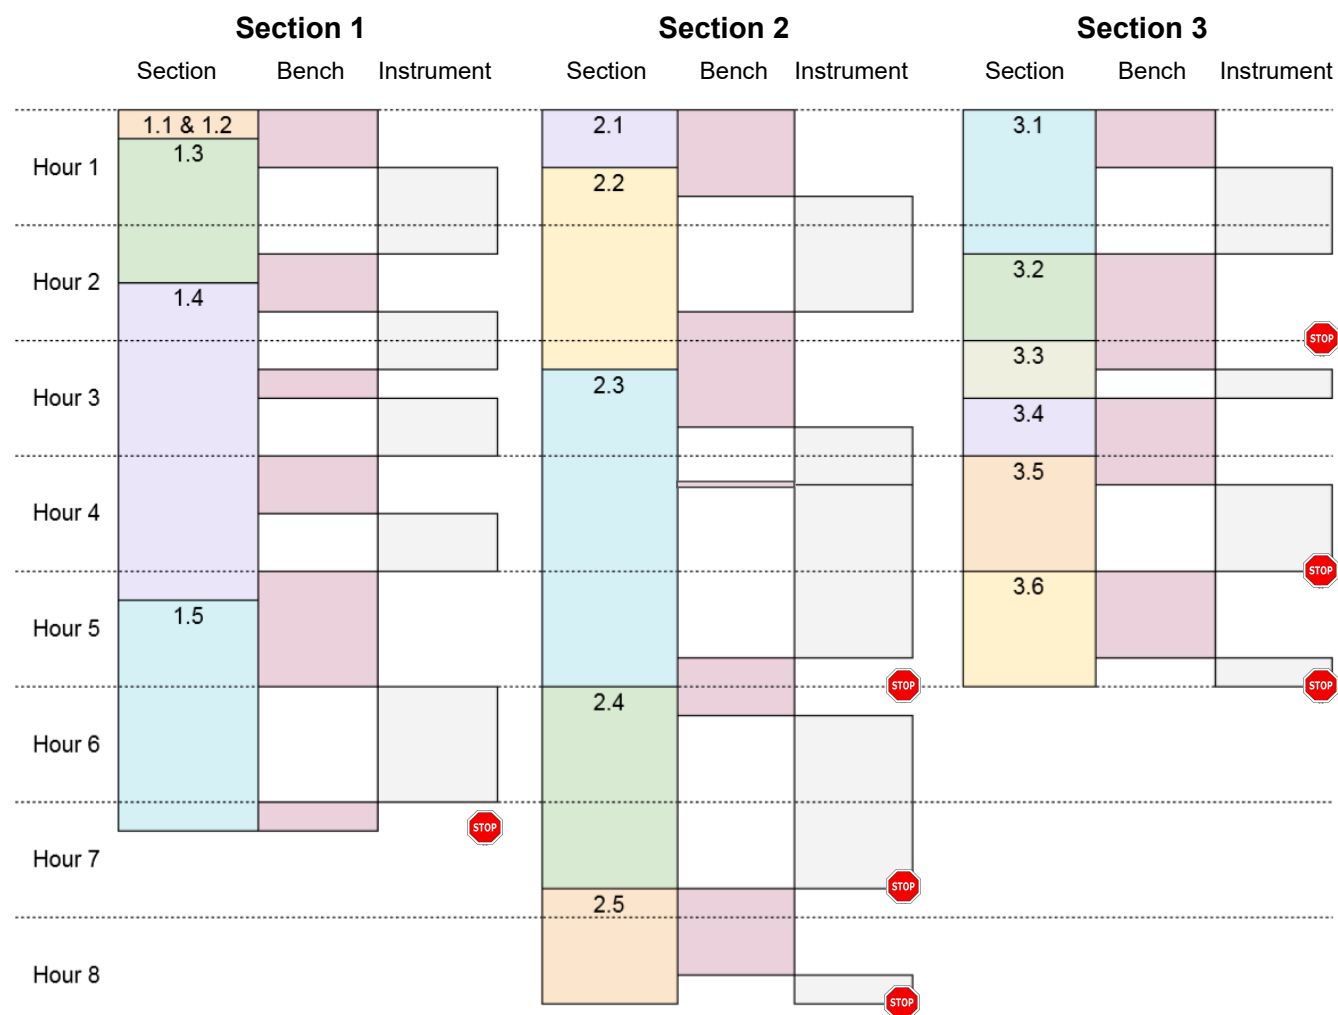 Section 1 Section 2 Section 3
Section Bench Instrument Section Bench Instrument Section Bench Instrument
1.1 & 1.2 2.1 3.1
1.3
Hour 1
2.2
3.2
Hour 2
1.4
STOP
3.3
2.3
Hour 3
3.4
3.5
Hour 4
STOP
3.6
1.5
Hour 5
STOP STOP
2.4
Hour 6
STOP
Hour 7
STOP
2.5
Hour 8
STOP